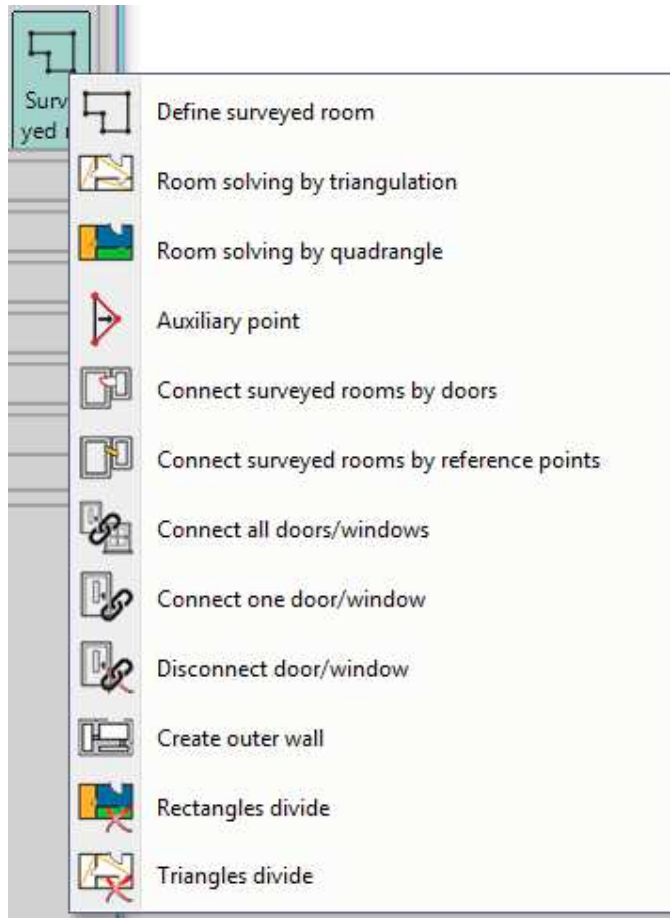 Surv
yed
Define surveyed room
Room solving by triangulation
Room solving by quadrangle
Auxiliary point
Connect surveyed rooms by doors
Connect surveyed rooms by reference points
Connect all doors/windows
Connect one door/window
Disconnect door/window
Create outer wall
Rectangles divide
Triangles divide